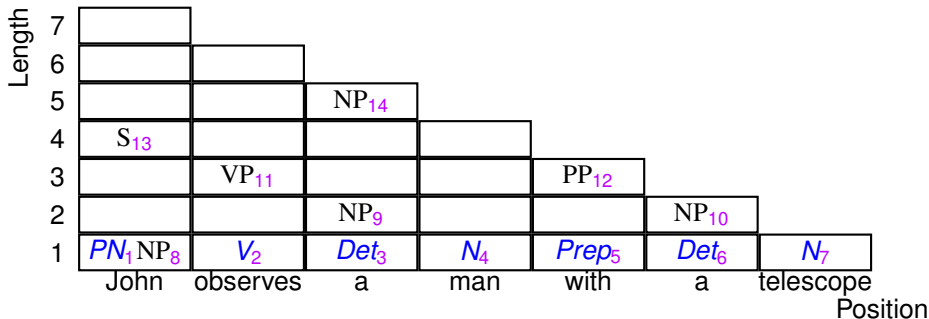 Length
7
6
5 NP14
4 S13
3 VP11 PP12
2 NP9 NP10
1 PN1 NP8 V2 Det3 N4 Prep5 Det6 N7
John observes a man with a telescope
Position